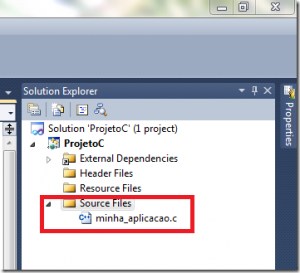 Solution Explorer
Solution 'ProjetoC' (1 project)
ProjetoC
External Dependencies
Header Files
Resource Files
Source Files
minha_aplicacao.c
Properties